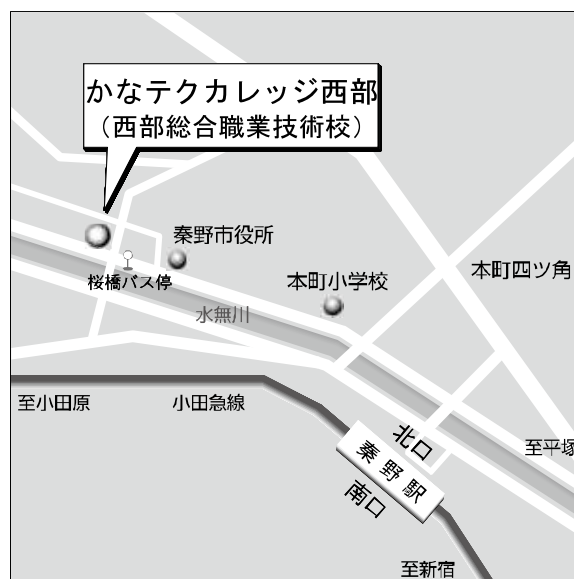 かなテクカレッジ西部
（西部総合職業技術校）
秦野市役所
桜橋バス停
本町小学校
本町四ツ角
水無川
至小田原
小田急線
北口
至平塚
秦野駅
南口
至新宿